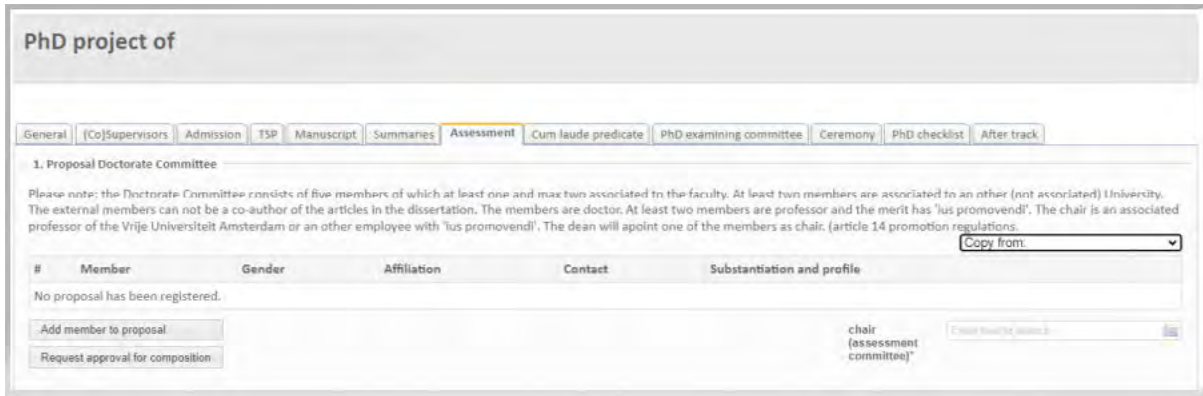 PhD project of
General (Co)Supervisors Admission TSP Manuscript Summaries Assessment Cum laude predicate PhD examining committee Ceremony PhD checklist After track
1. Proposal Doctorate Committee
Please note: the Doctorate Committee consists of five members of which at least one and max two associated to the faculty. At least two members are associated to an other (not associated) University.
The external members can not be a co-author of the articles in the dissertation. The members are doctor. At least two members are professor and the merit has 'ius promovendi'. The chair is an associated
professor of the Vrije Universiteit Amsterdam or an other employee with 'ius promovendi'. The dean will apoint one of the members as chair. (article 14 promotion regulations.
Copy from:
# Member Gender Affiliation Contact Substantiation and profile
No proposal has been registered.
Add member to proposal
Request approval for composition
chair
(assessment
committee)*